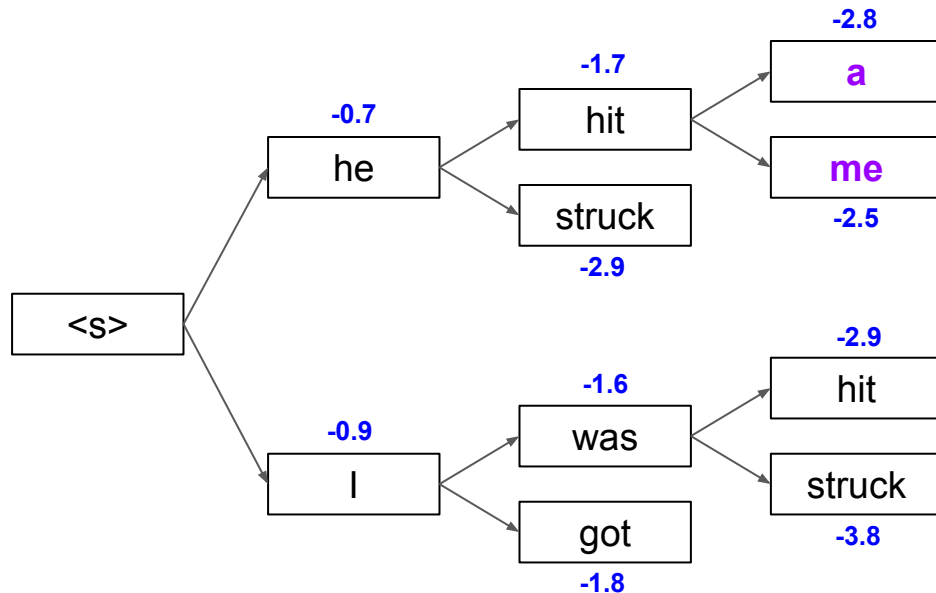 -2.8
a
-1.7
hit
-0.7
he
me
-2.5
struck
-2.9
<s>
-2.9
hit
-1.6
was
-0.9
I
struck
-3.8
got
-1.8